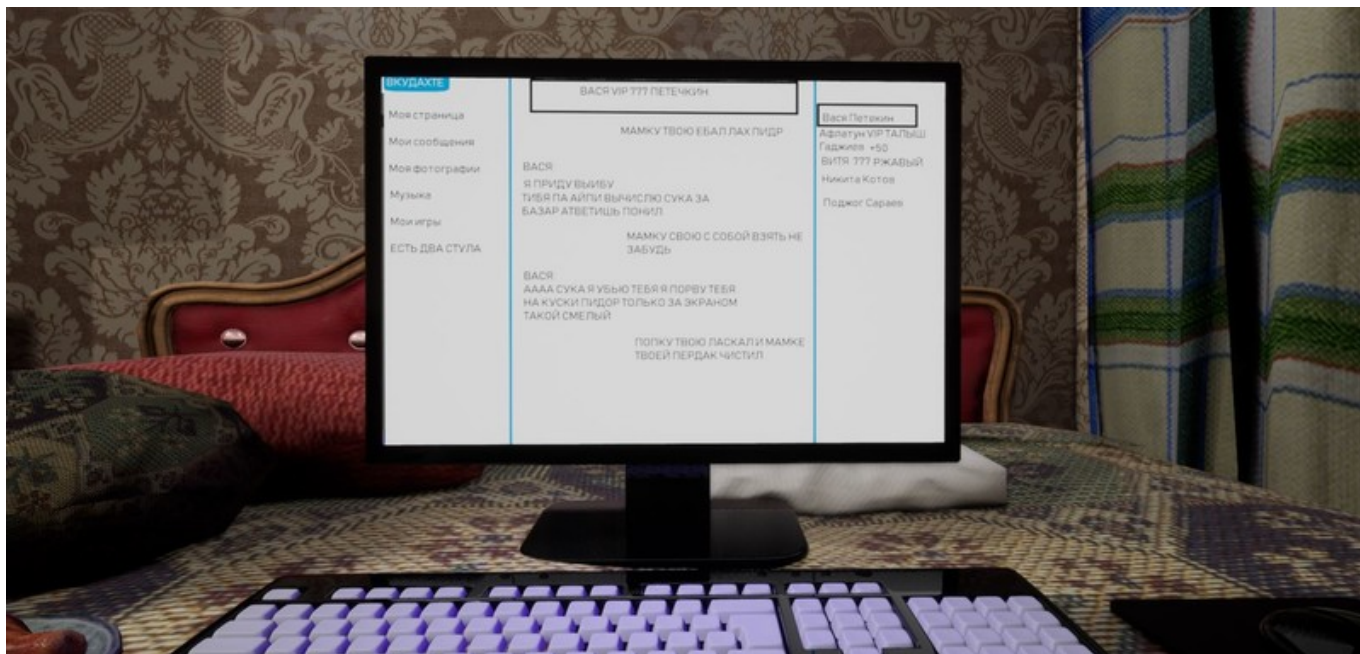 ВКУДАХТЕ
Моя страница
Мои сообщения
Моя фотографии
Музыка
Мои игры
ЕСТЬ ДВА СТУЛА
ВАСЯ VIP 777 ПЕТЕЧКИН
МАМКУ ТВОЮ ЕБАЛ ЛАХ ПИДР
ВАСЯ:
Я ПРИДУ ВЫИБУ
ТИБЯ ПА АЙПИ ВЫЧИСЛЮ СУКА ЗА
БАЗАР АТВЕТИШЬ ПОНИЛ
МАМКУ СВОЮ С СОБОЙ ВЗЯТЬ НЕ
ЗАБУДЬ
ВАСЯ:
АААА СУКА Я УБЬЮ ТЕБЯ Я ПОРВУ ТЕБЯ
НА КУСКИ ПИДОР ТОЛЬКО ЗА ЭКРАНОМ
ТАКОЙ СМЕЛЫЙ
ПОПКУ ТВОЮ ЛАСКАЛ И МАМКЕ
ТВОЕЙ ПЕРДАК ЧИСТИЛ
Вася Петекин
Афлатун VIP ТАЛЫШ
Гаджиев +50
ВИТЯ 777 РЖАВЫЙ
Никита Котов
Поджог Сараев